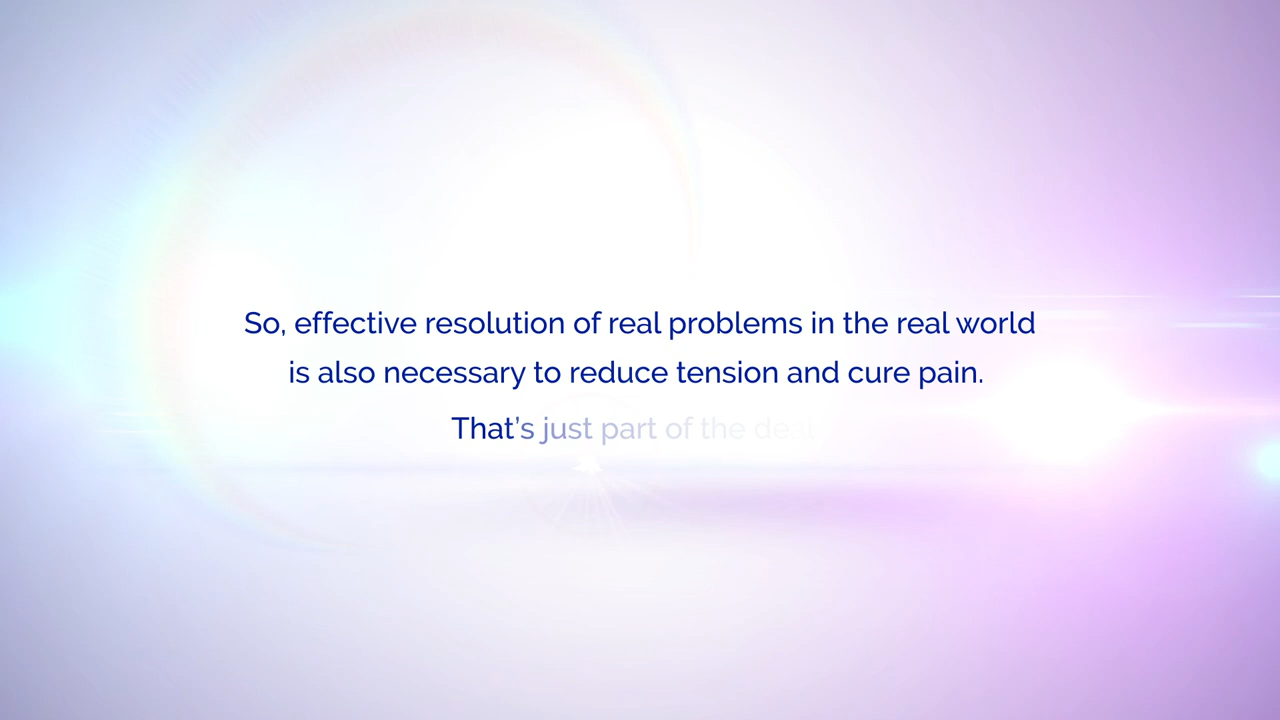 So, effective resolution of real problems in the real world
is also necessary to reduce tension and cure pain.
That's just part of the deal